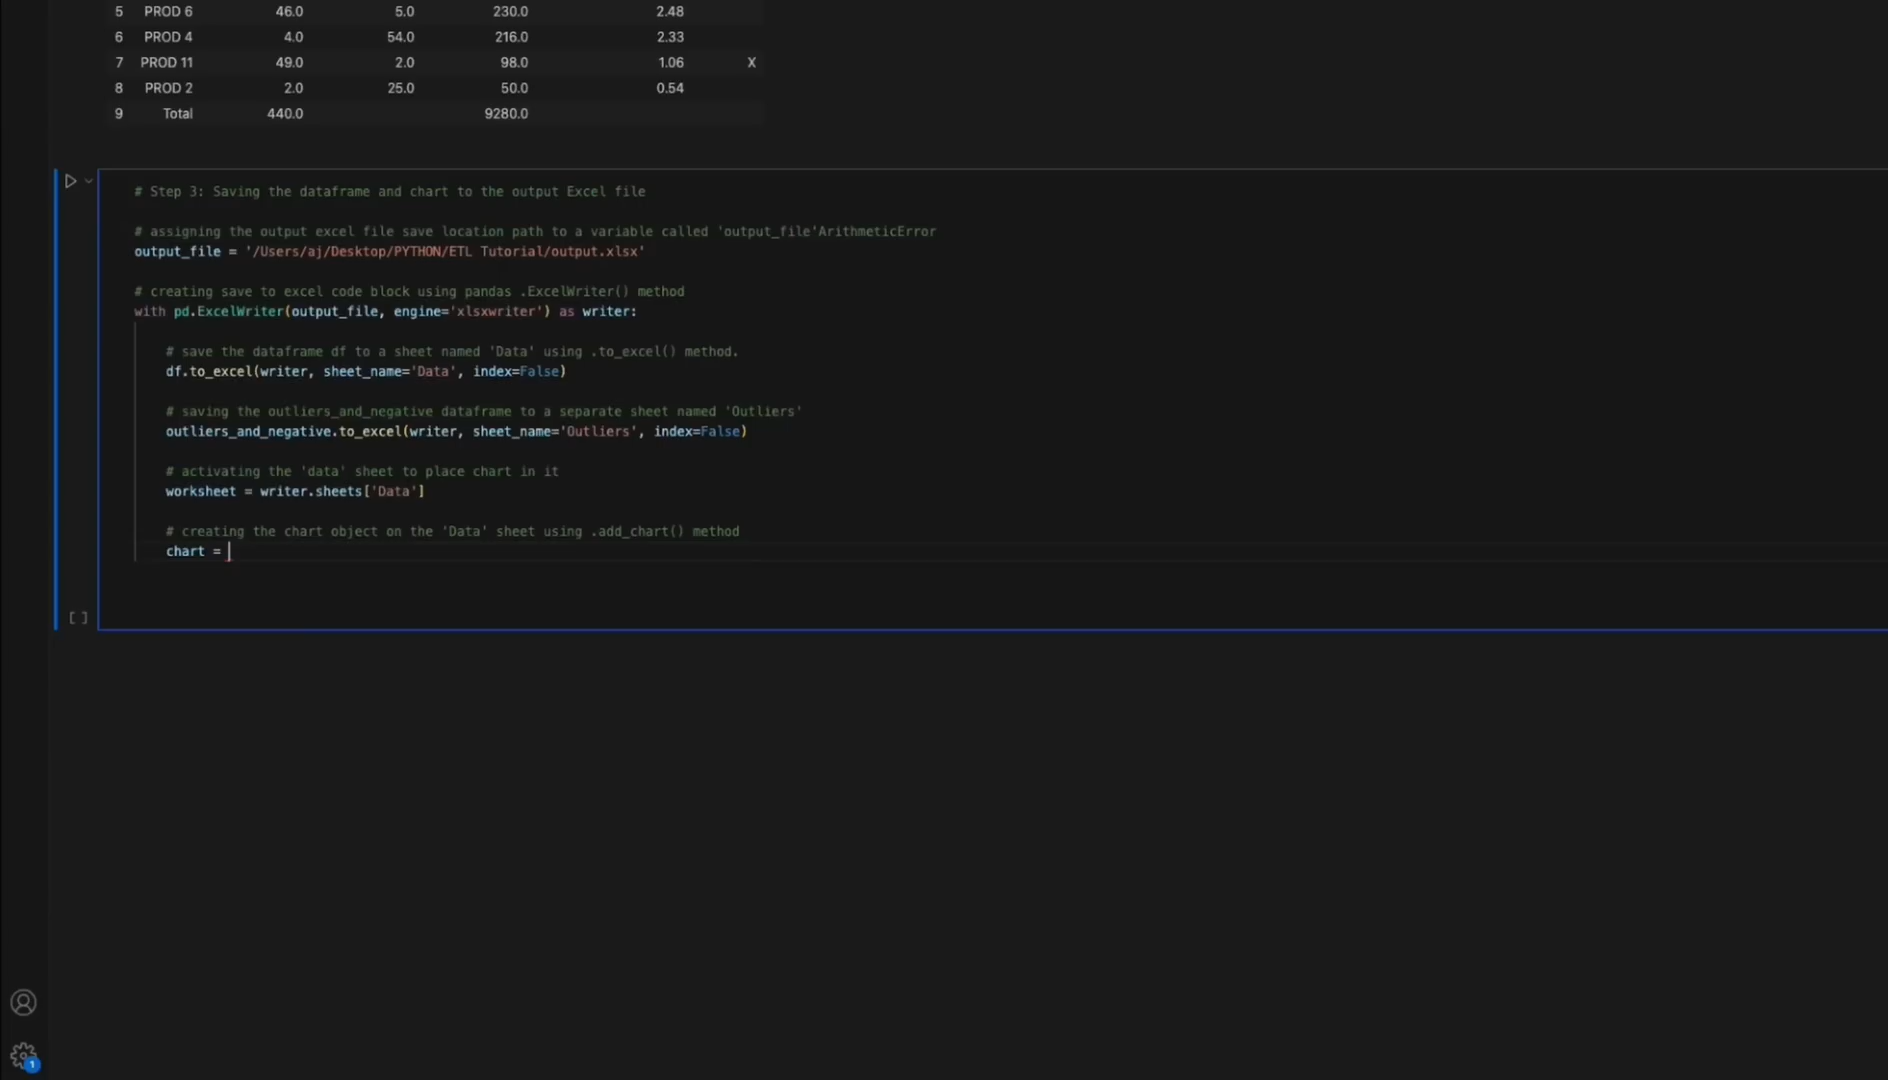 5 PROD 6 46.0 5.0 230.0 2.48
6 PROD 4 4.0 54.0 216.0 2.33
7 PROD 11 49.0 2.0 98.0 1.06 X
8 PROD 2 2.0 25.0 50.0 0.54
9 Total 440.0 9280.0
# Step 3: Saving the dataframe and chart to the output Excel file
# assigning the output excel file save location path to a variable called 'output_file'ArithmeticError
output_file = '/Users/aj/Desktop/PYTHON/ETL Tutorial/output.xlsx'
# creating save to excel code block using pandas .ExcelWriter() method
with pd.ExcelWriter(output_file, engine='xlsxwriter') as writer:
# save the dataframe df to a sheet named 'Data' using .to_excel() method.
df.to_excel(writer, sheet_name='Data', index=False)
# saving the outliers_and_negative dataframe to a separate sheet named 'Outliers'
outliers_and_negative.to_excel(writer, sheet_name='Outliers', index=False)
# activating the 'data' sheet to place chart in it
worksheet = writer.sheets['Data']
# creating the chart object on the 'Data' sheet using .add_chart() method
chart =
[ ]
1